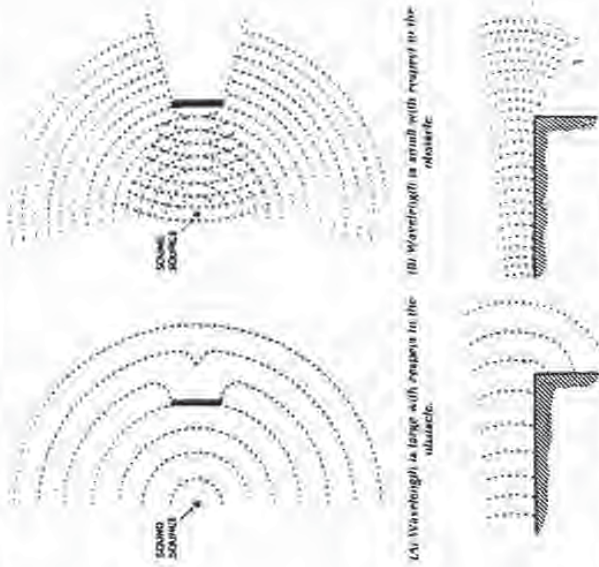 SOUND
SOURCE
(A) Wavelength is large with respect to the
obstacle.
SOUND
SOURCE
(B) Wavelength is small with respect to the
obstacle.